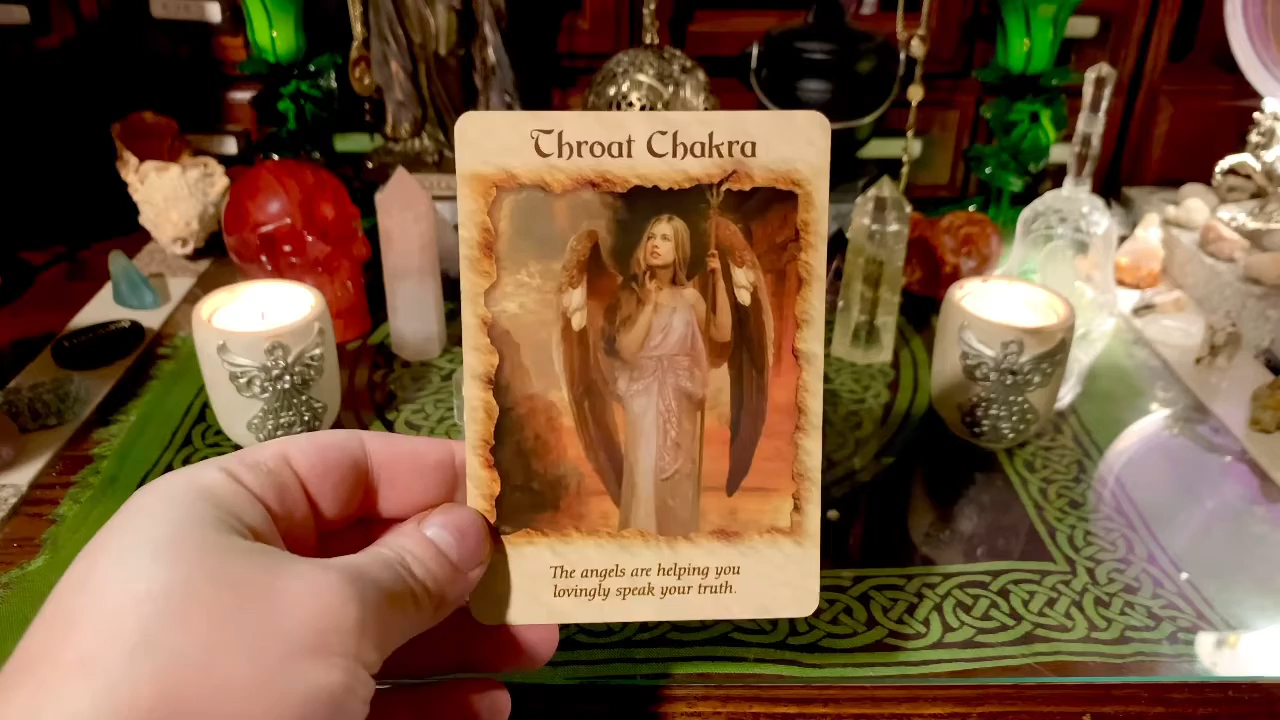 Throat Chakra
The angels are helping you
lovingly speak your truth.